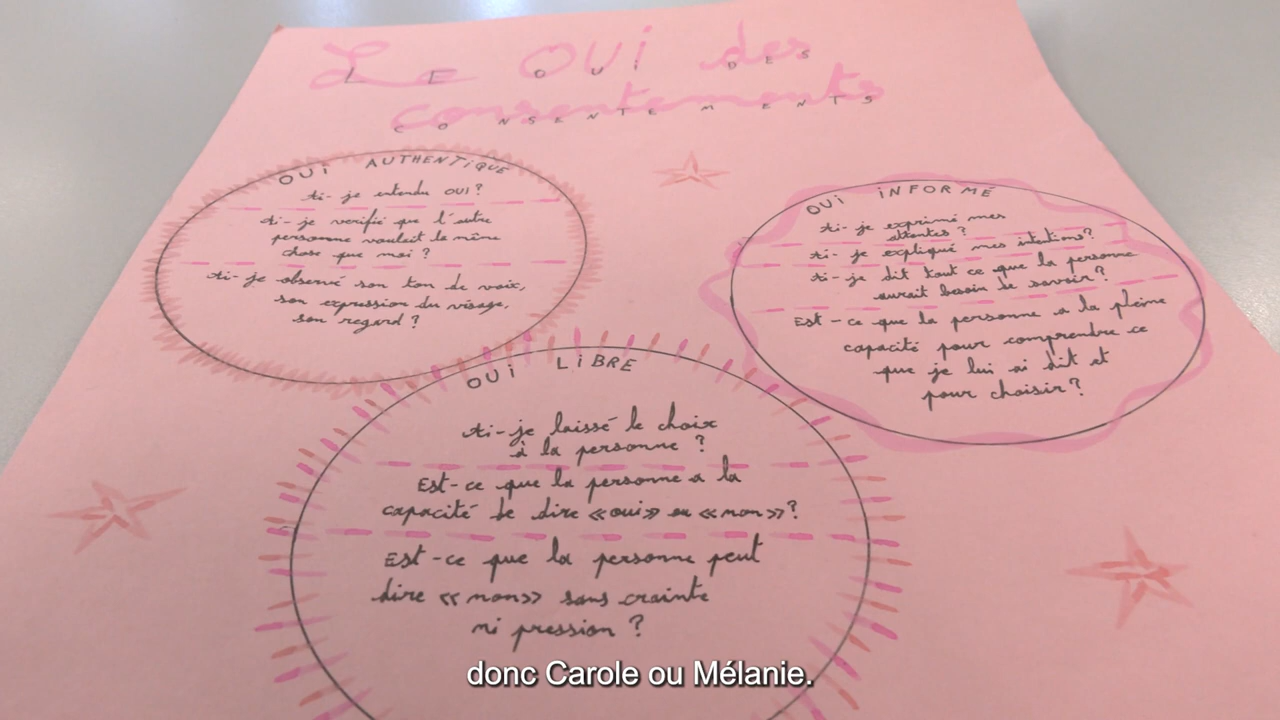 Le OUi des
consentements
LE OUi DES
CONSENTEMENTS
OUi AUTHENTiQUE
Ai-je entendu OUI ?
Ai-je verifié que l'autre
personne voulait la même
chose que moi ?
Ai-je observé son ton de voix,
son expression du visage,
son regard ?
OUi iNFORMÉ
Ai-je exprimé mes
attentes ?
Ai-je expliqué mes intentions ?
Ai-je dit tout ce que la personne
aurait besoin de savoir ?
Est-ce que la personne a la pleine
capacité pour comprendre ce
que je lui ai dit et
pour choisir ?
OUi LiBRE
Ai-je laissé le choix
à la personne ?
Est-ce que la personne a la
capacité de dire «oui» ou «non» ?
Est-ce que la personne peut
dire «non» sans crainte
ni pression ?
donc Carole ou Mélanie.